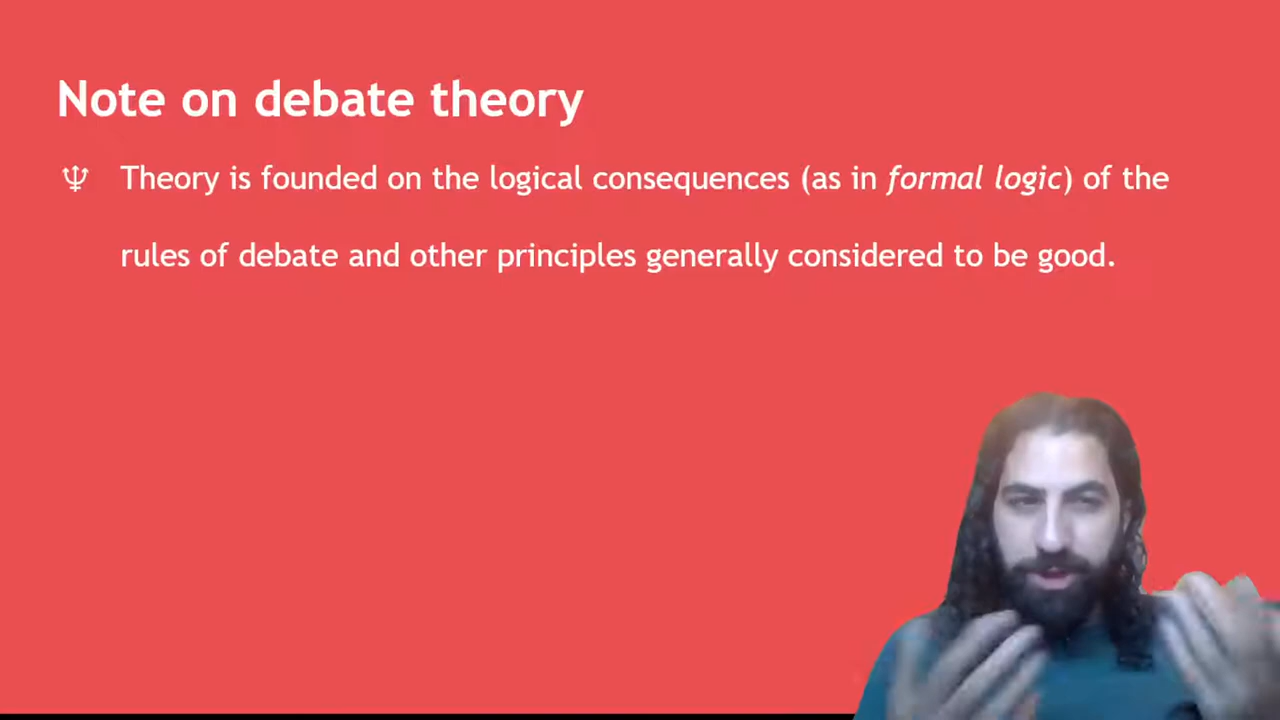 Note on debate theory
Theory is founded on the logical consequences (as in formal logic) of the
rules of debate and other principles generally considered to be good.